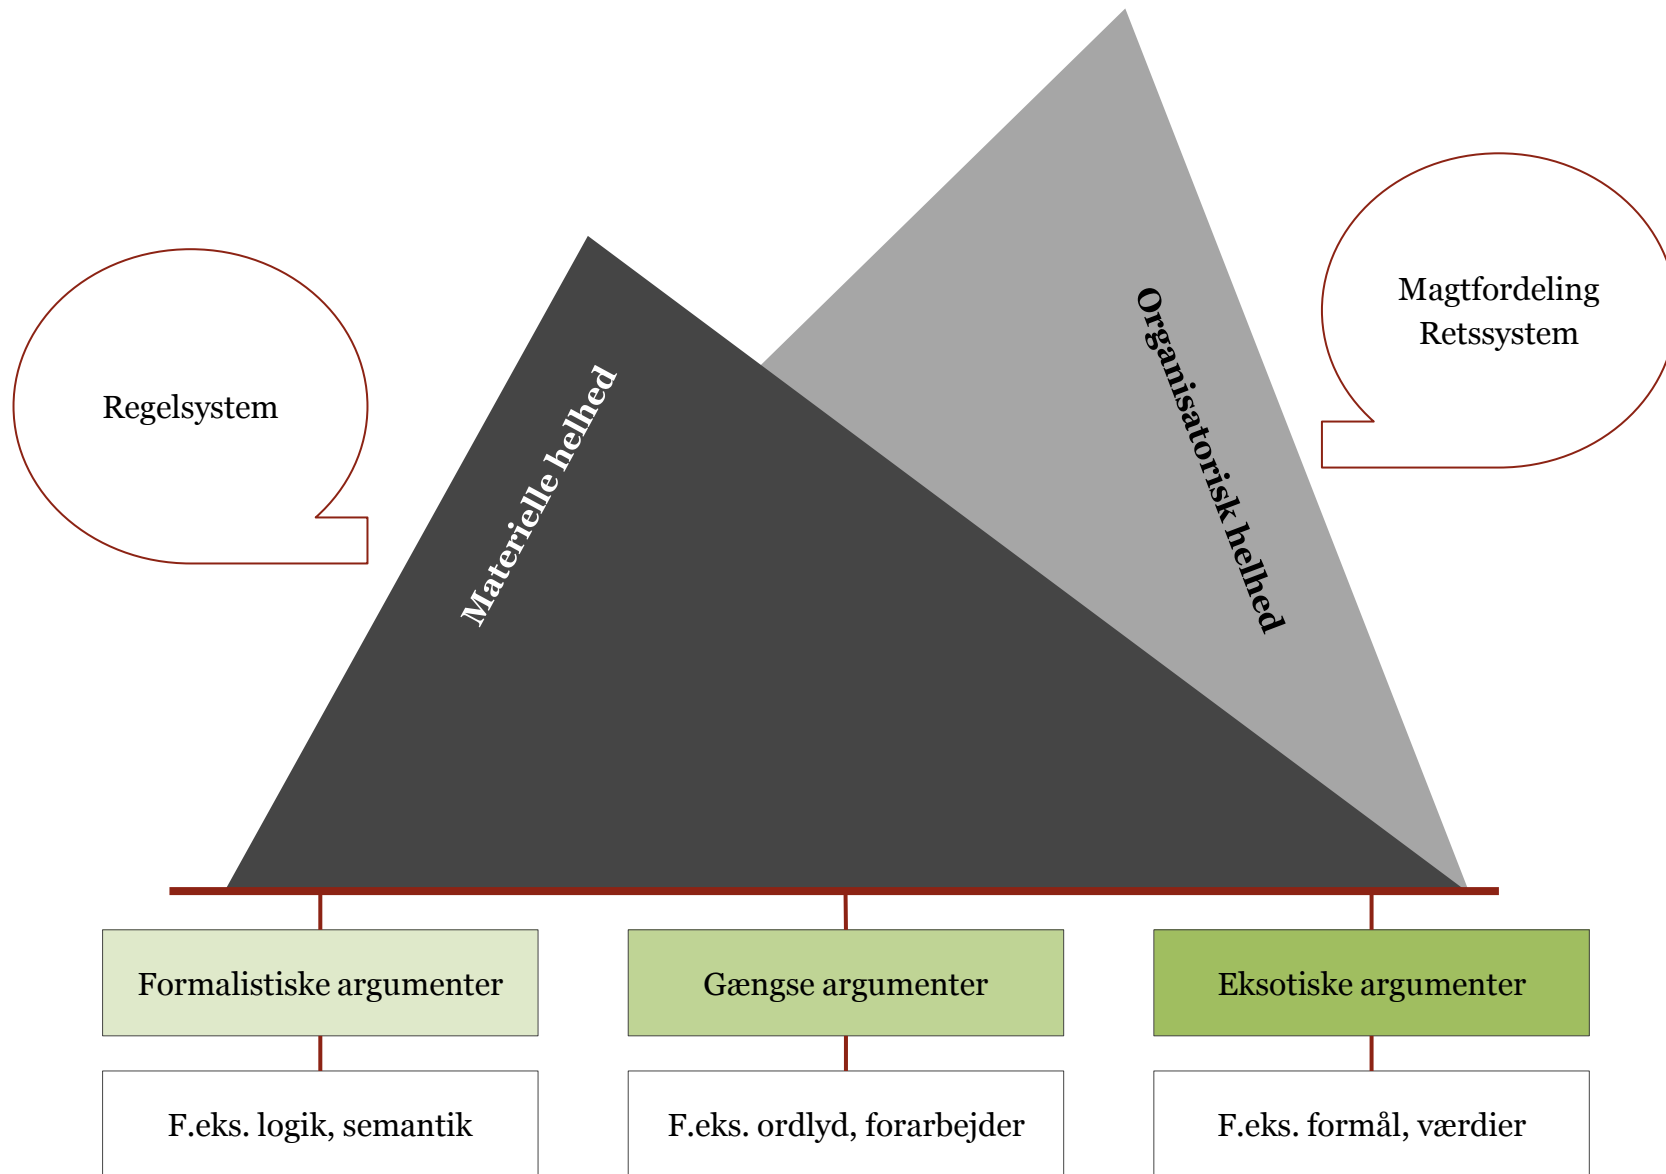 Magtfordeling
Retssystem
Regelsystem
Materielle helhed
Organisatorisk helhed
Formalistiske argumenter
Gængse argumenter
Eksotiske argumenter
F.eks. logik, semantik
F.eks. ordlyd, forarbejder
F.eks. formål, værdier